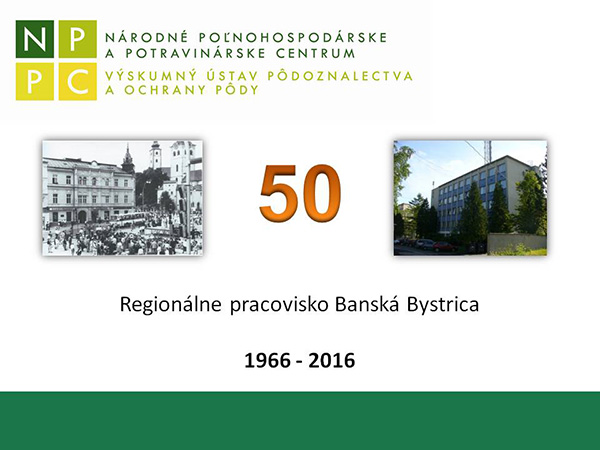 N P
P C
NÁRODNÉ POĽNOHOSPODÁRSKE
A POTRAVINÁRSKE CENTRUM
VÝSKUMNÝ ÚSTAV PÔDOZNALECTVA
A OCHRANY PÔDY
50
Regionálne pracovisko Banská Bystrica
1966 - 2016